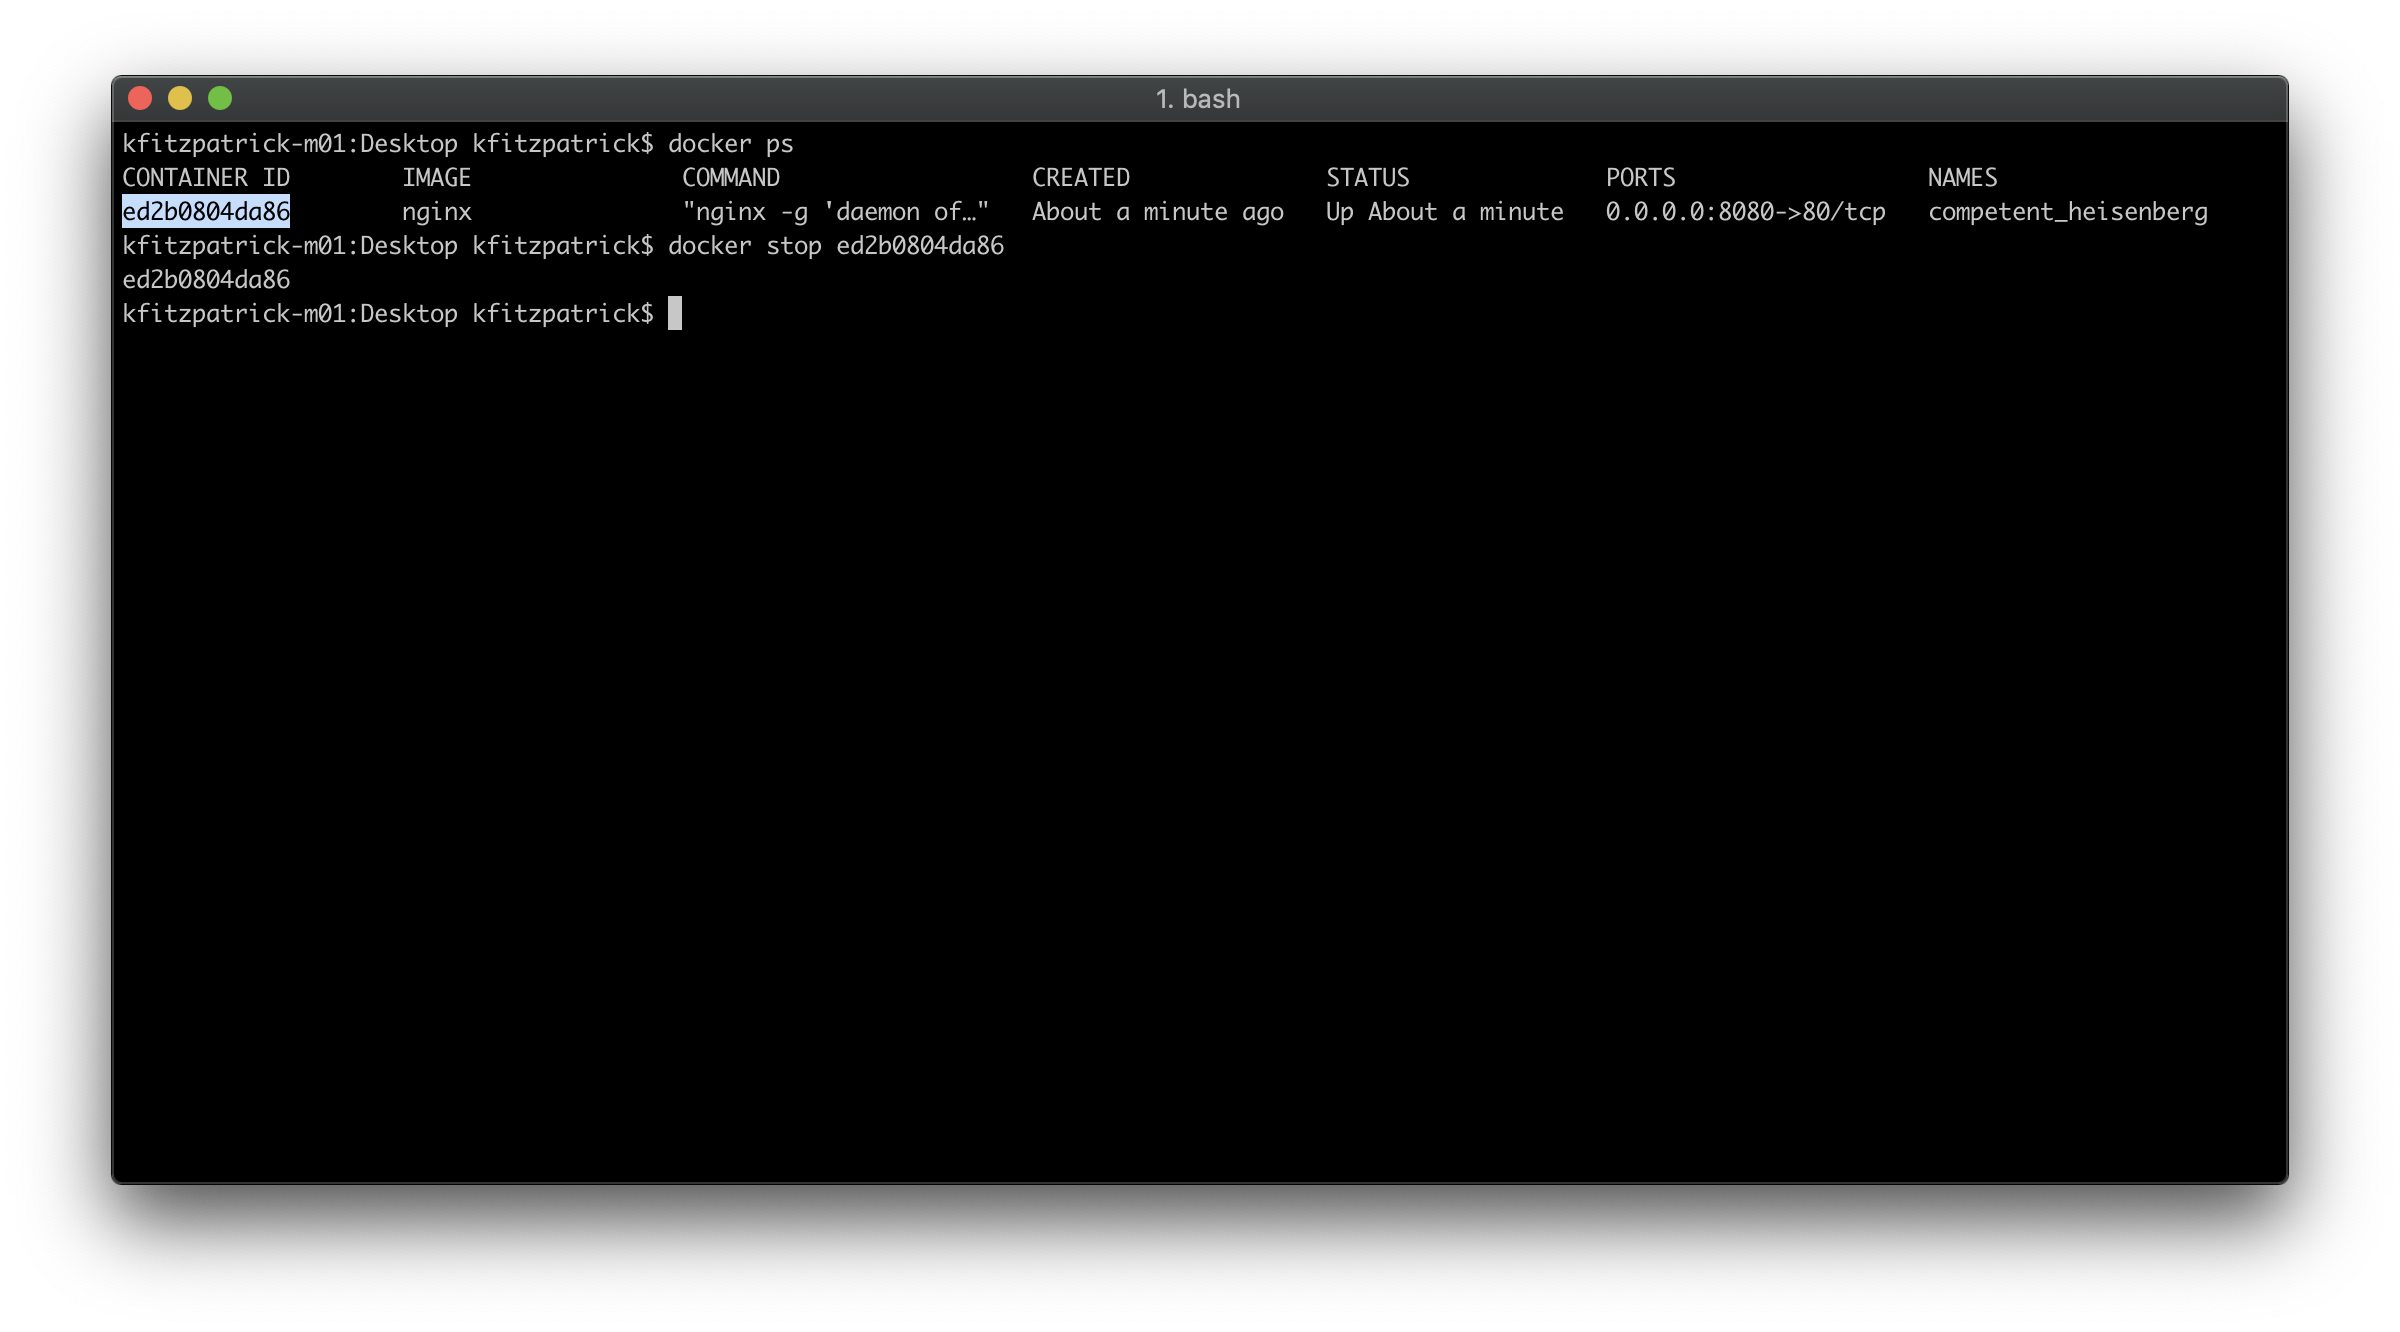 1. bash
kfitzpatrick-m01:Desktop kfitzpatrick$ docker ps
CONTAINER ID        IMAGE               COMMAND                  CREATED              STATUS              PORTS                  NAMES
ed2b0804da86        nginx               "nginx -g 'daemon of…"   About a minute ago   Up About a minute   0.0.0.0:8080->80/tcp   competent_heisenberg
kfitzpatrick-m01:Desktop kfitzpatrick$ docker stop ed2b0804da86
ed2b0804da86
kfitzpatrick-m01:Desktop kfitzpatrick$